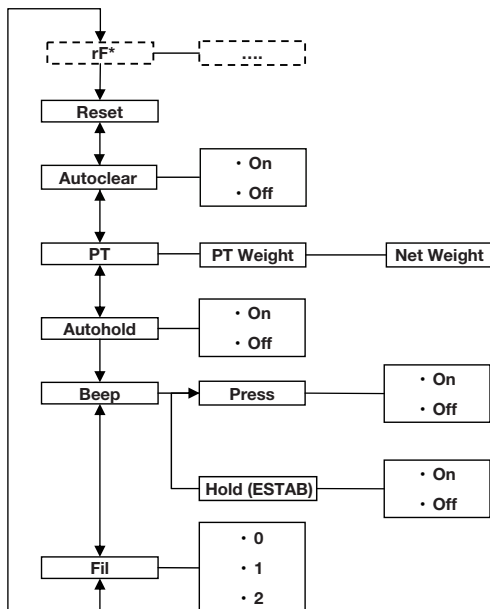 rF* ....
Reset
・On
Autoclear
・Off
PT PT Weight Net Weight
・On
Autohold
・Off
・On
Beep Press
・Off
・On
Hold (ESTAB)
・Off
・0
Fil ・1
・2